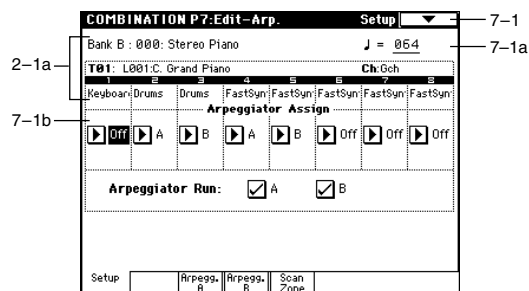 COMBINATION P7:Edit-Arp. Setup
7-1
Bank B : 000: Stereo Piano ♩ = 064
7-1a
2-1a
T01: L001:C. Grand Piano Ch:Gch
1 2 3 4 5 6 7 8
Keyboar Drums Drums FastSyn FastSyn FastSyn FastSyn FastSyn
Arpeggiator Assign
7-1b
Off A B A B Off Off Off
Arpeggiator Run: A B
Setup Arpegg. A Arpegg. B Scan Zone